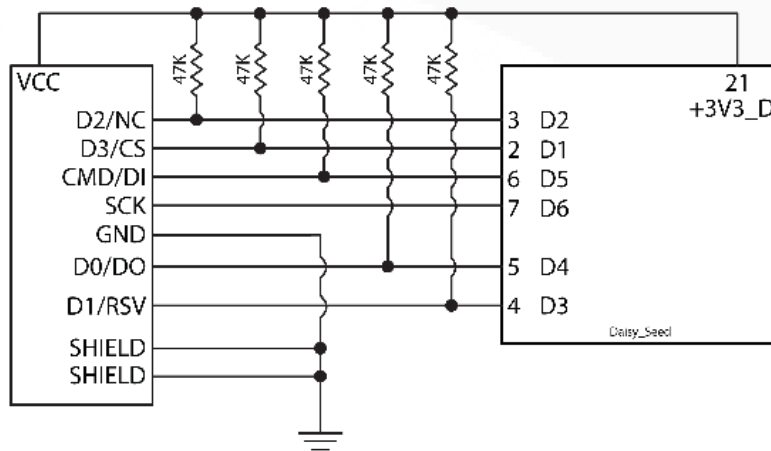 47K 47K 47K 47K 47K
VCC
21
+3V3_D
D2/NC 3 D2
D3/CS 2 D1
CMD/DI 6 D5
SCK 7 D6
GND
D0/DO 5 D4
D1/RSV 4 D3
Daisy_Seed
SHIELD
SHIELD